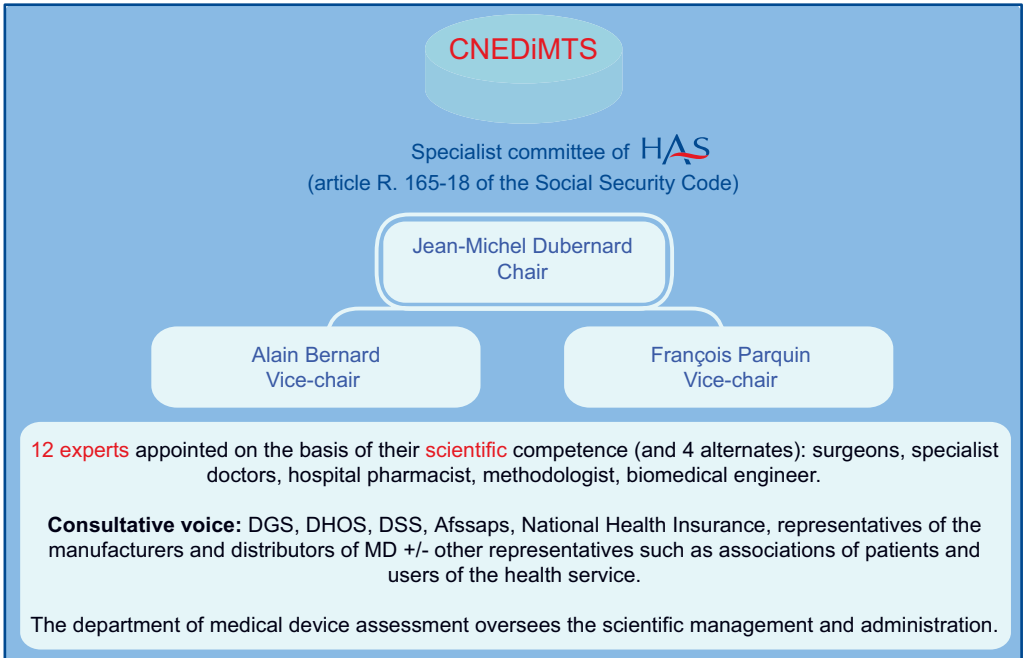 CNEDiMTS
Specialist committee of HAS
(article R. 165-18 of the Social Security Code)
Jean-Michel Dubernard
Chair
Alain Bernard
Vice-chair
François Parquin
Vice-chair
12 experts appointed on the basis of their scientific competence (and 4 alternates): surgeons, specialist
doctors, hospital pharmacist, methodologist, biomedical engineer.
Consultative voice: DGS, DHOS, DSS, Afssaps, National Health Insurance, representatives of the
manufacturers and distributors of MD +/- other representatives such as associations of patients and
users of the health service.
The department of medical device assessment oversees the scientific management and administration.